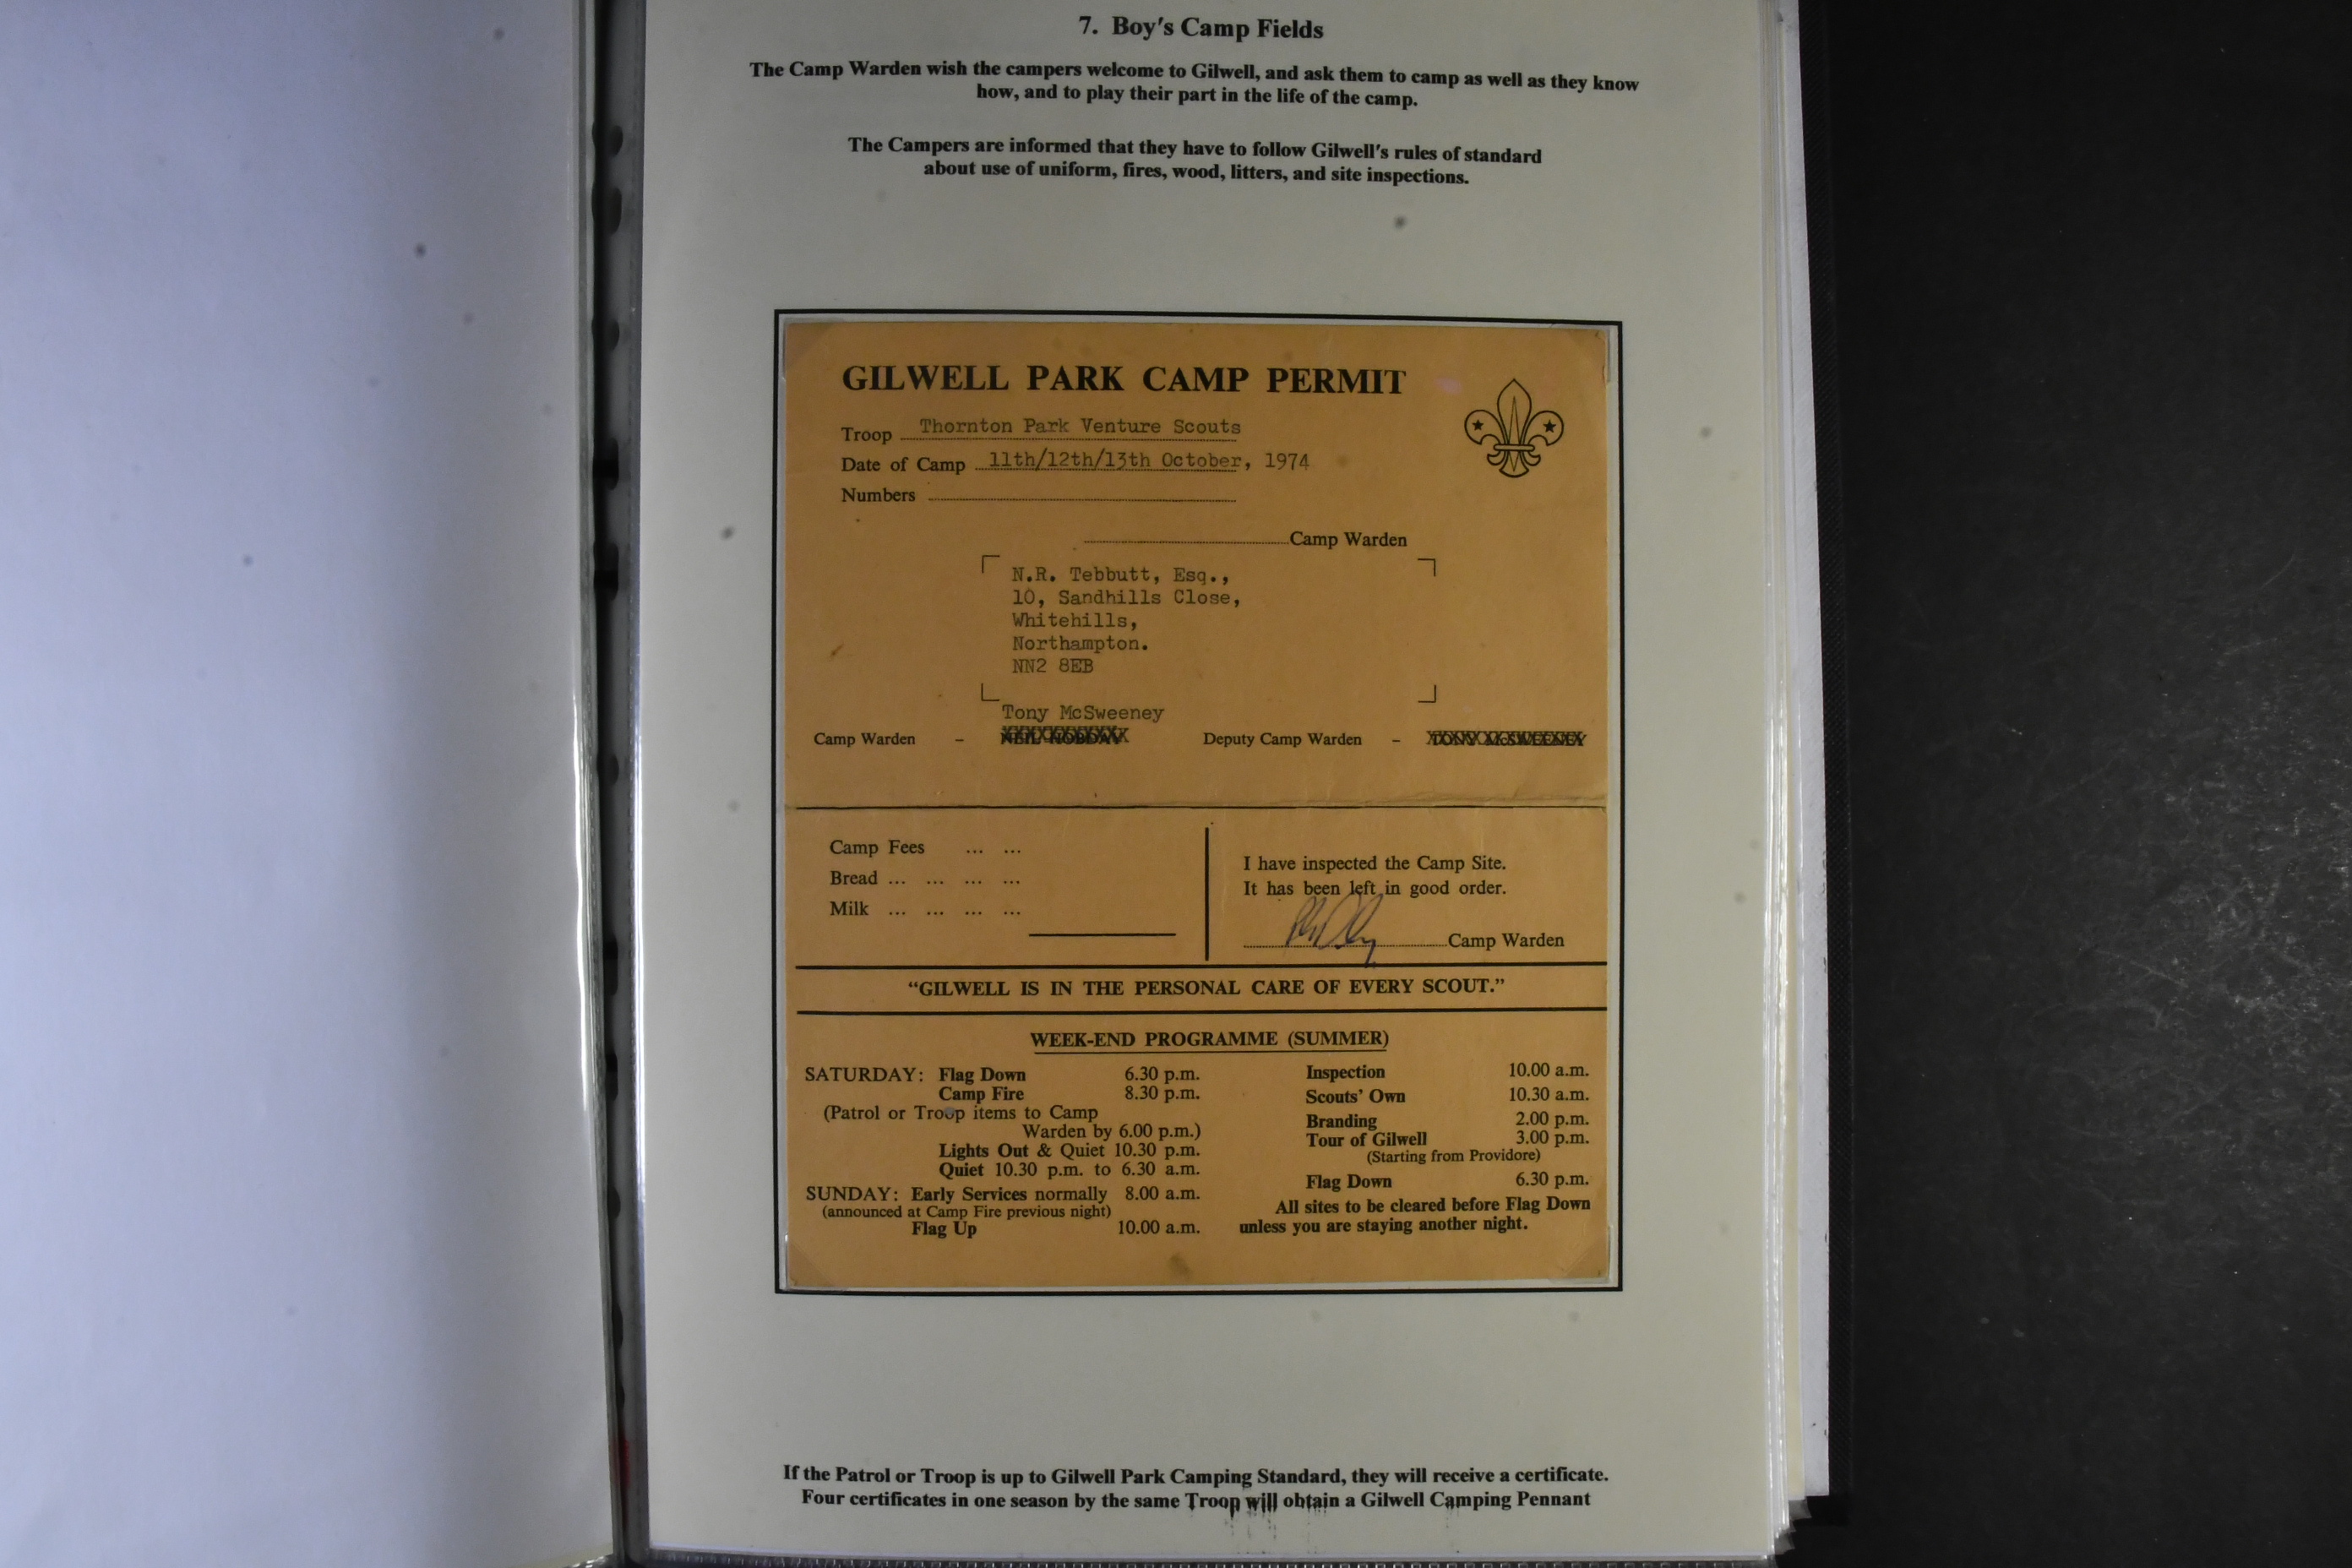 7. Boy's Camp Fields
The Camp Warden wish the campers welcome to Gilwell, and ask them to camp as well as they know
how, and to play their part in the life of the camp.
The Campers are informed that they have to follow Gilwell's rules of standard
about use of uniform, fires, wood, litters, and site inspections.
GILWELL PARK CAMP PERMIT
Troop Thornton Park Venture Scouts
Date of Camp 11th/12th/13th October, 1974
Numbers
Camp Warden
N.R. Tebbutt, Esq.,
10, Sandhills Close,
Whitehills,
Northampton.
NN2 8EB
Tony McSweeney
Camp Warden - NEIL HOBDAY Deputy Camp Warden - TONY McSWEENEY
Camp Fees ... ...
Bread ... ... ... ...
Milk ... ... ... ...
I have inspected the Camp Site.
It has been left in good order.
Camp Warden
"GILWELL IS IN THE PERSONAL CARE OF EVERY SCOUT."
WEEK-END PROGRAMME (SUMMER)
SATURDAY: Flag Down 6.30 p.m.
Camp Fire 8.30 p.m.
(Patrol or Troop items to Camp
Warden by 6.00 p.m.)
Lights Out & Quiet 10.30 p.m.
Quiet 10.30 p.m. to 6.30 a.m.
SUNDAY: Early Services normally 8.00 a.m.
(announced at Camp Fire previous night)
Flag Up 10.00 a.m.
Inspection 10.00 a.m.
Scouts' Own 10.30 a.m.
Branding 2.00 p.m.
Tour of Gilwell 3.00 p.m.
(Starting from Providore)
Flag Down 6.30 p.m.
All sites to be cleared before Flag Down
unless you are staying another night.
If the Patrol or Troop is up to Gilwell Park Camping Standard, they will receive a certificate.
Four certificates in one season by the same Troop will obtain a Gilwell Camping Pennant